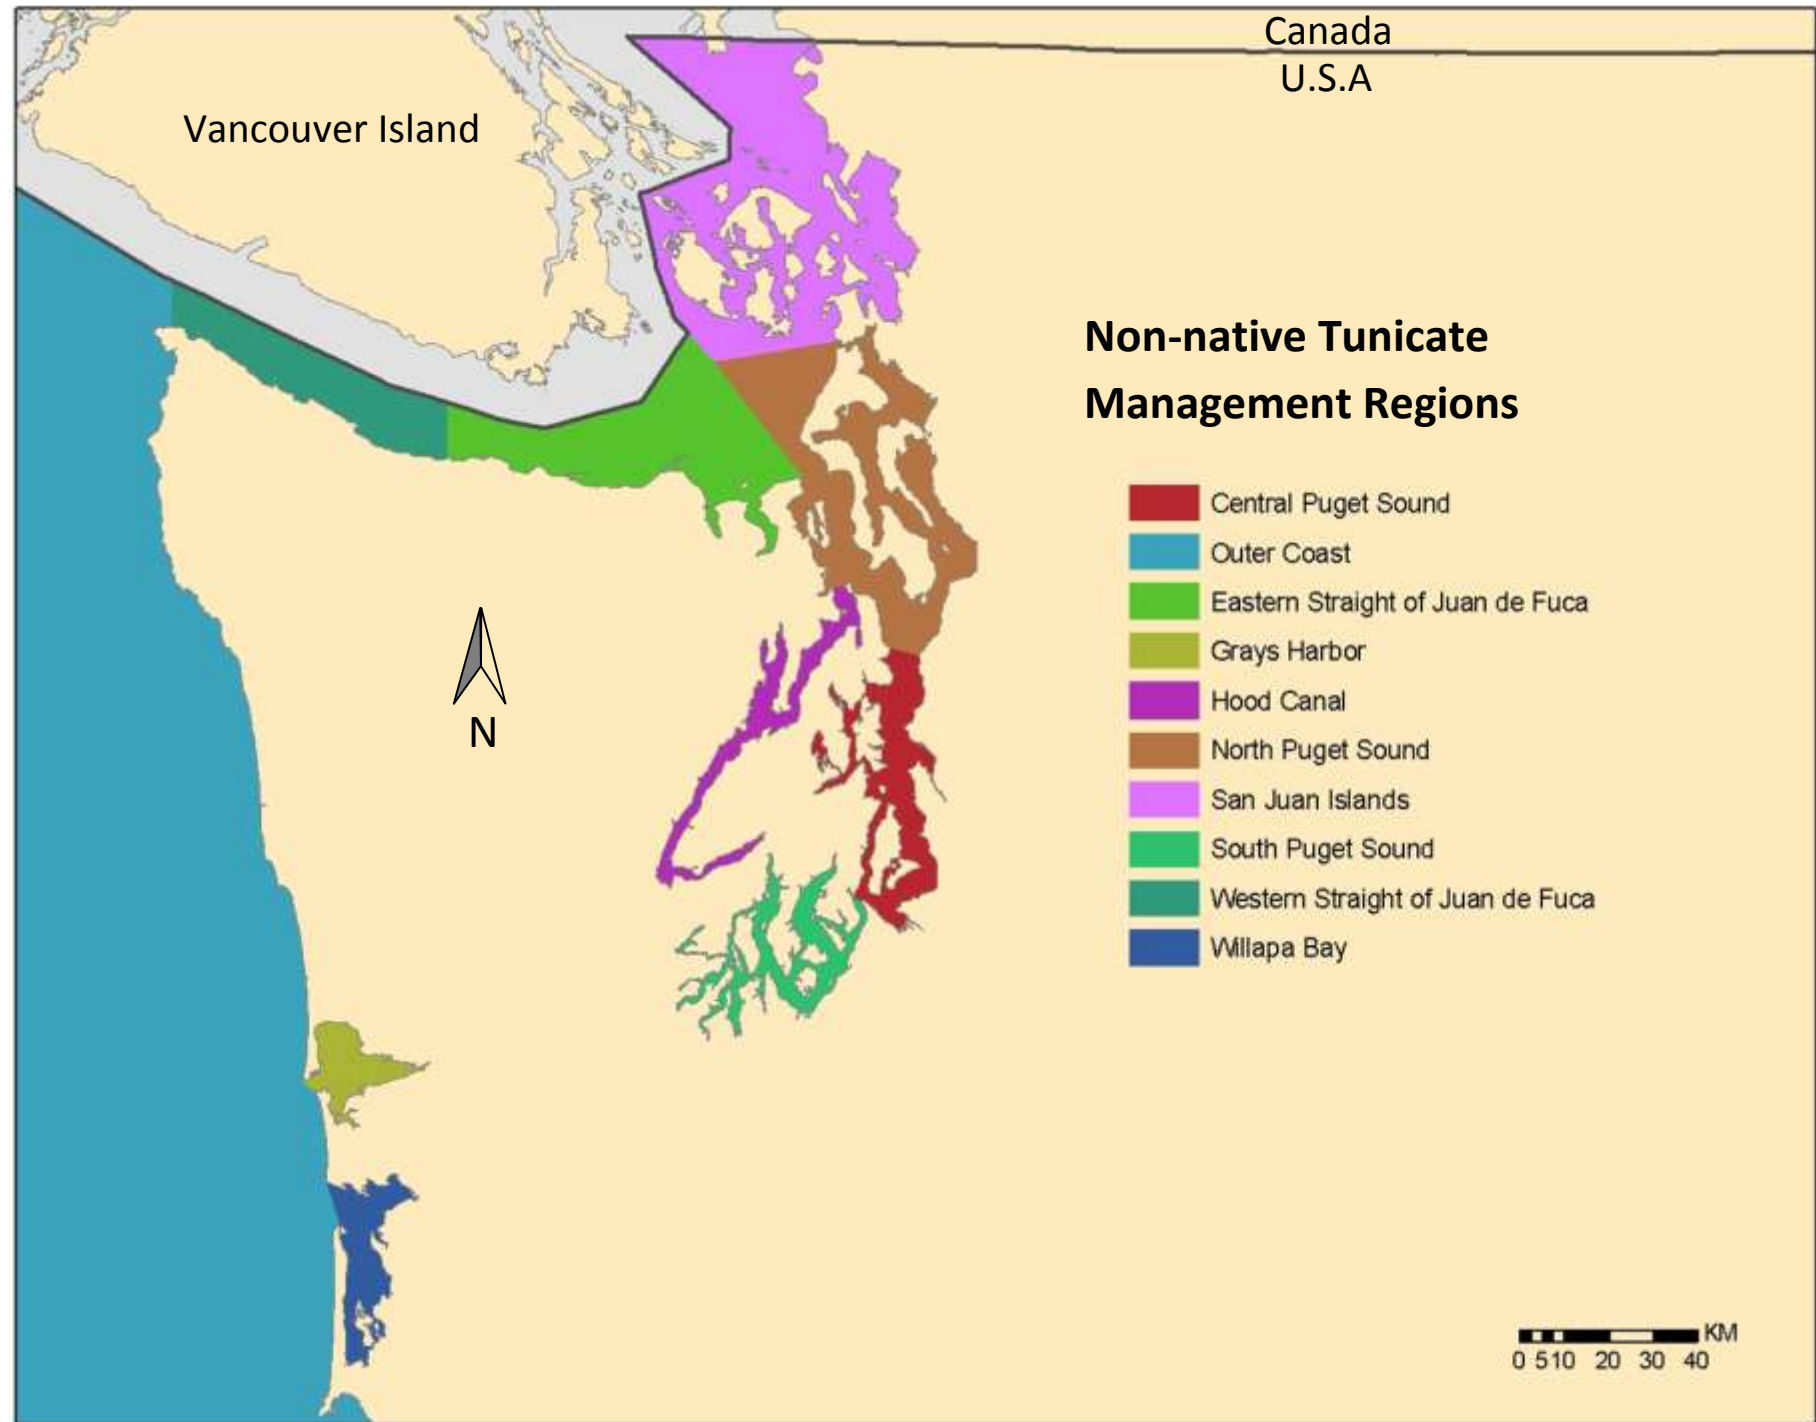 Canada
U.S.A
Vancouver Island
Non-native Tunicate
Management Regions
Central Puget Sound
Outer Coast
Eastern Straight of Juan de Fuca
Grays Harbor
Hood Canal
North Puget Sound
San Juan Islands
South Puget Sound
Western Straight of Juan de Fuca
Willapa Bay
N
KM
0 510 20 30 40